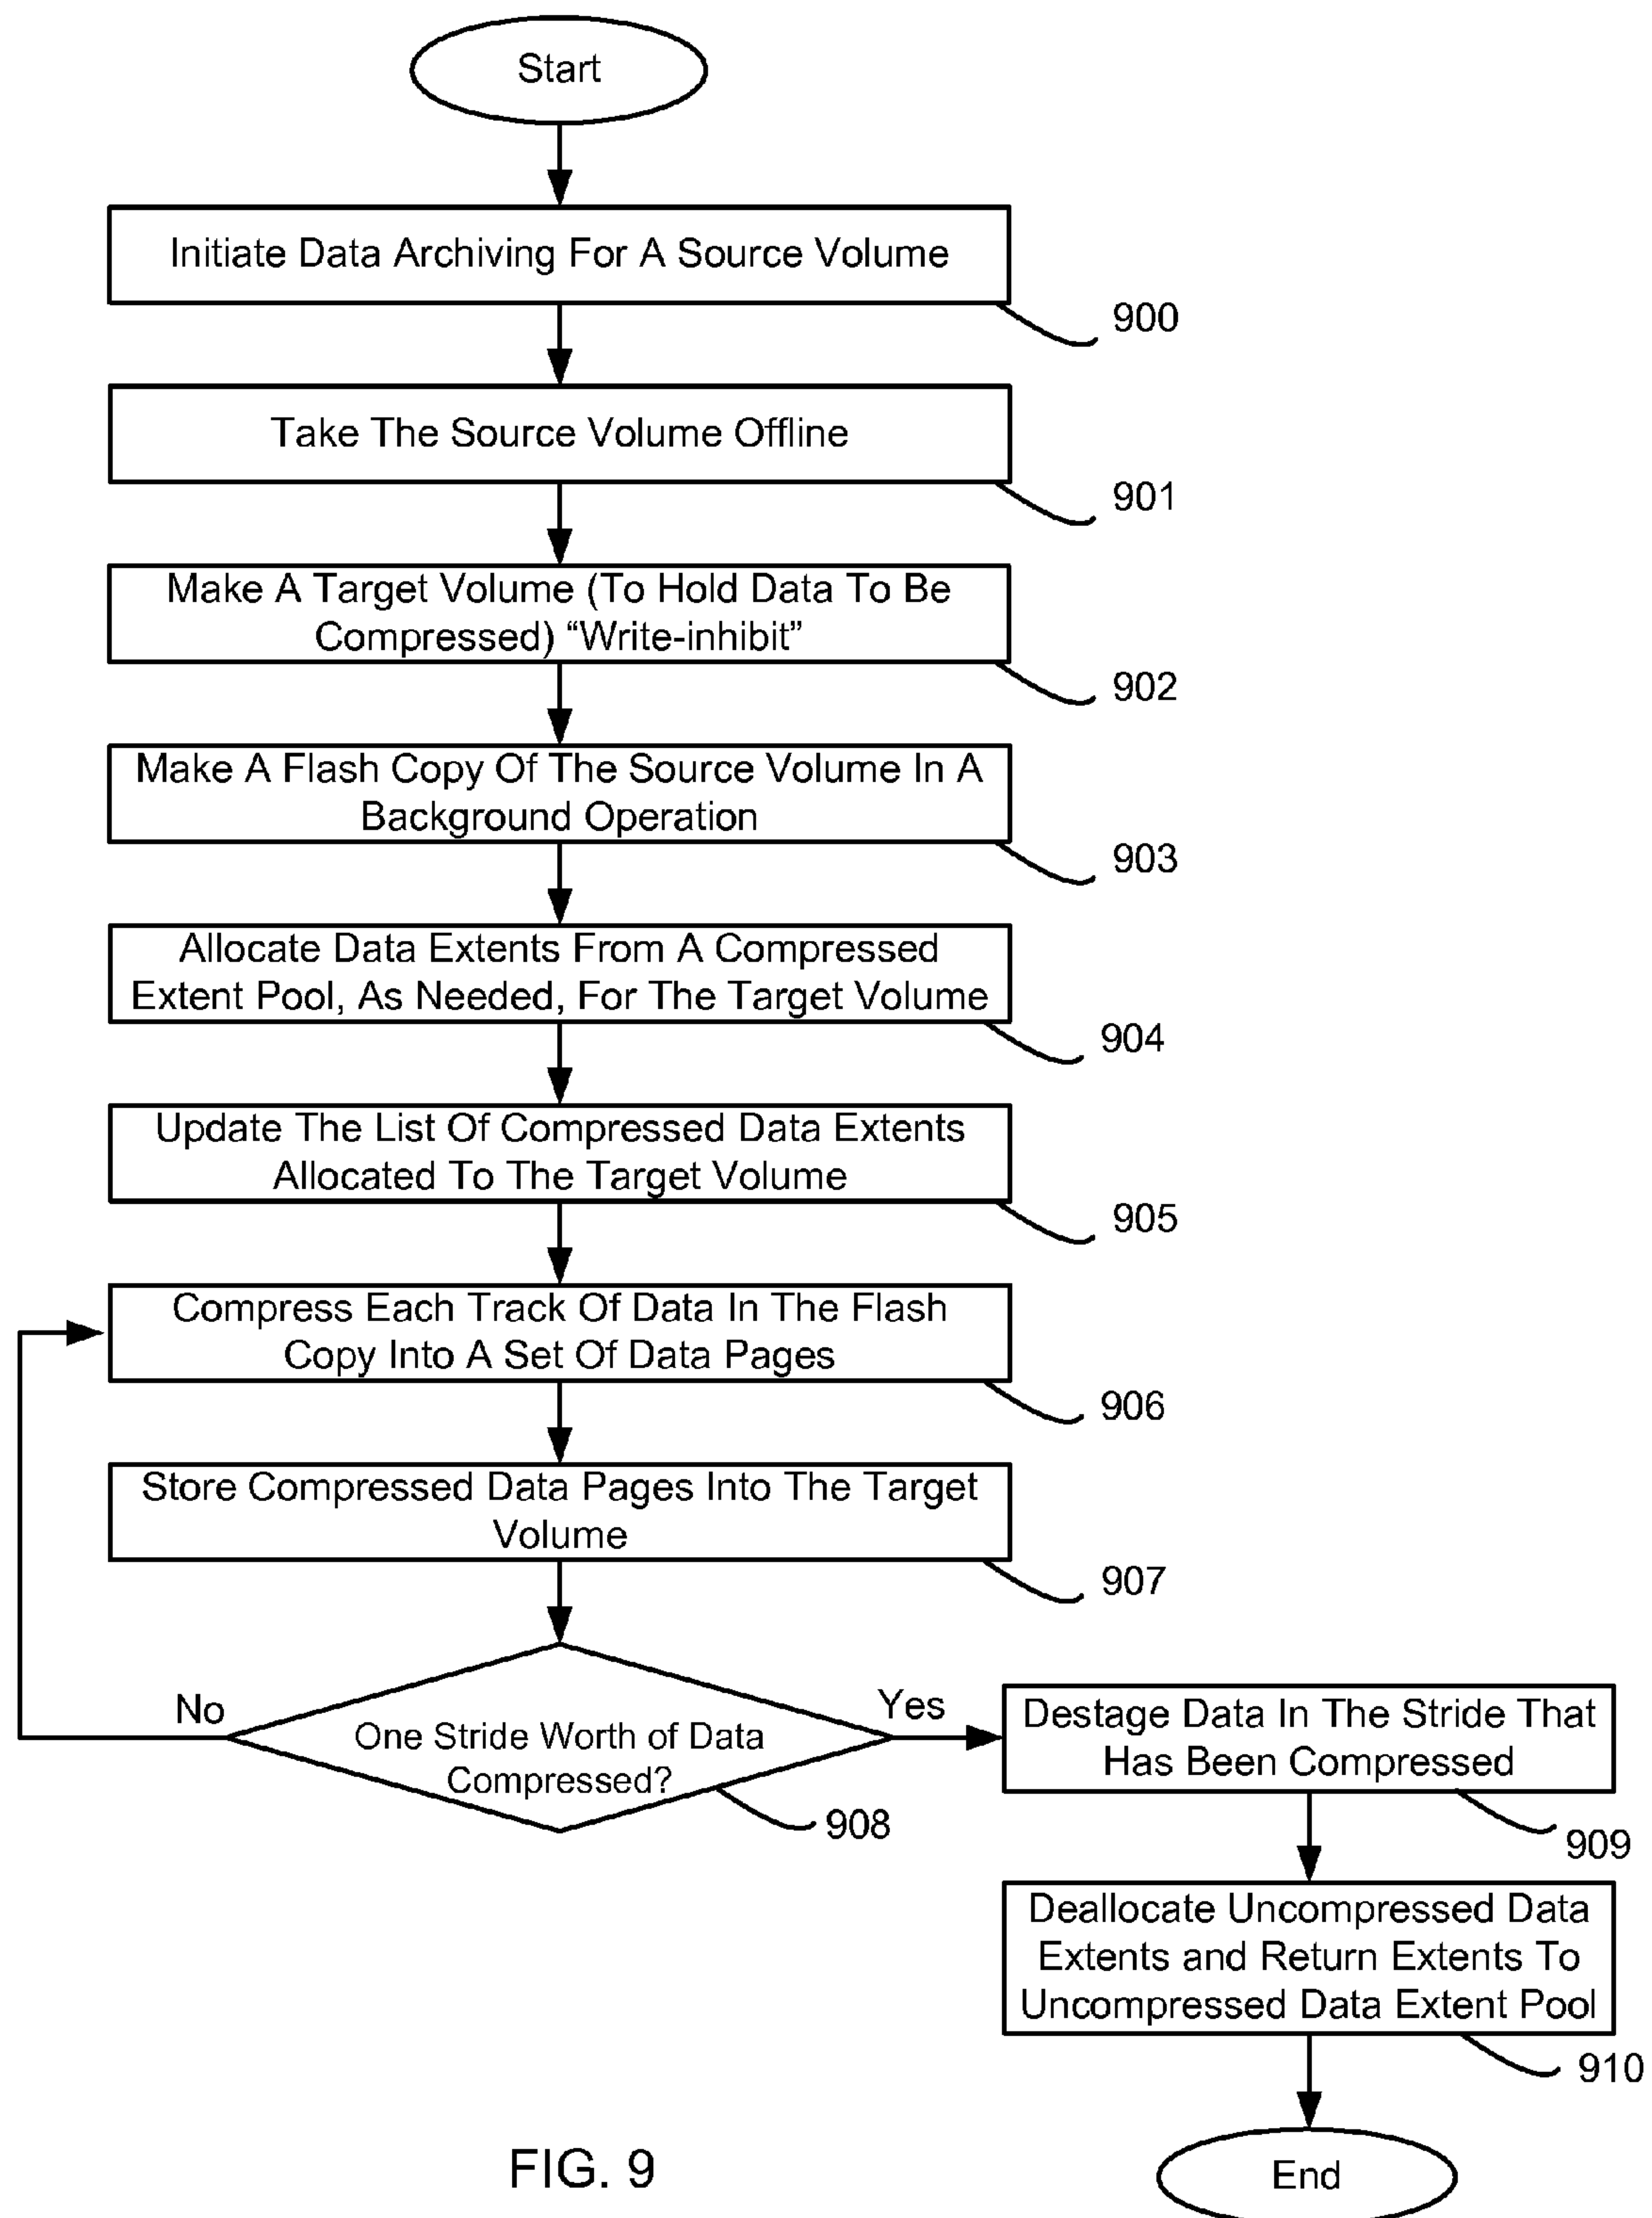 Start
Initiate Data Archiving For A Source Volume
900
Take The Source Volume Offline
901
Make A Target Volume (To Hold Data To Be
Compressed) “Write-inhibit”
902
Make A Flash Copy Of The Source Volume In A
Background Operation
903
Allocate Data Extents From A Compressed
Extent Pool, As Needed, For The Target Volume
904
Update The List Of Compressed Data Extents
Allocated To The Target Volume
905
Compress Each Track Of Data In The Flash
Copy Into A Set Of Data Pages
906
Store Compressed Data Pages Into The Target
Volume
907
No
One Stride Worth of Data
Compressed?
908
Yes
Destage Data In The Stride That
Has Been Compressed
909
Deallocate Uncompressed Data
Extents and Return Extents To
Uncompressed Data Extent Pool
910
End
FIG. 9